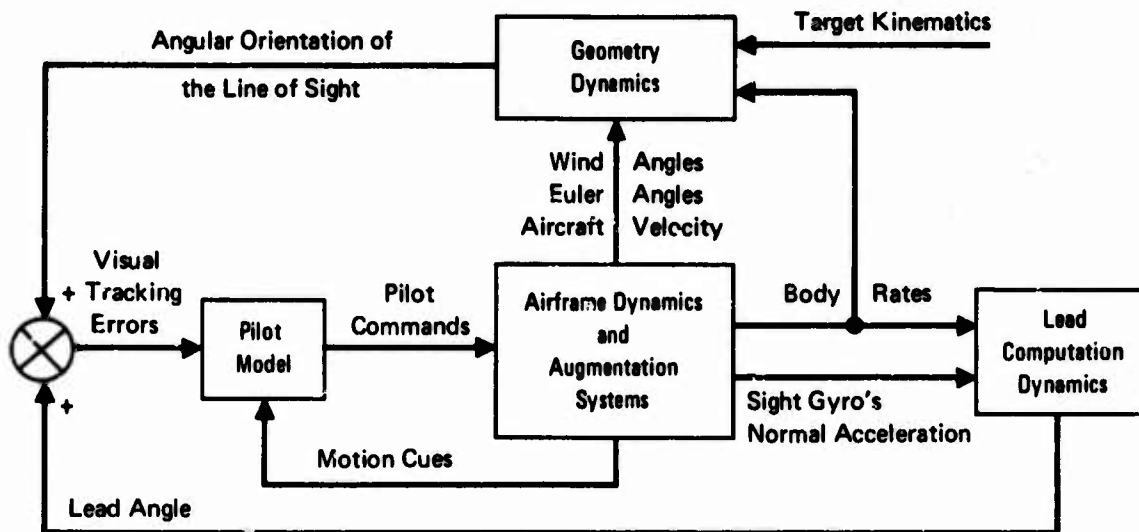 Target Kinematics
Angular Orientation of
the Line of Sight
Geometry
Dynamics
Wind Angles
Euler Angles
Aircraft Velocity
+ Visual
Tracking
Errors
Pilot
Model
Pilot
Commands
Airframe Dynamics
and
Augmentation
Systems
Body Rates
Lead
Computation
Dynamics
Sight Gyro's
Normal Acceleration
+
Motion Cues
Lead Angle